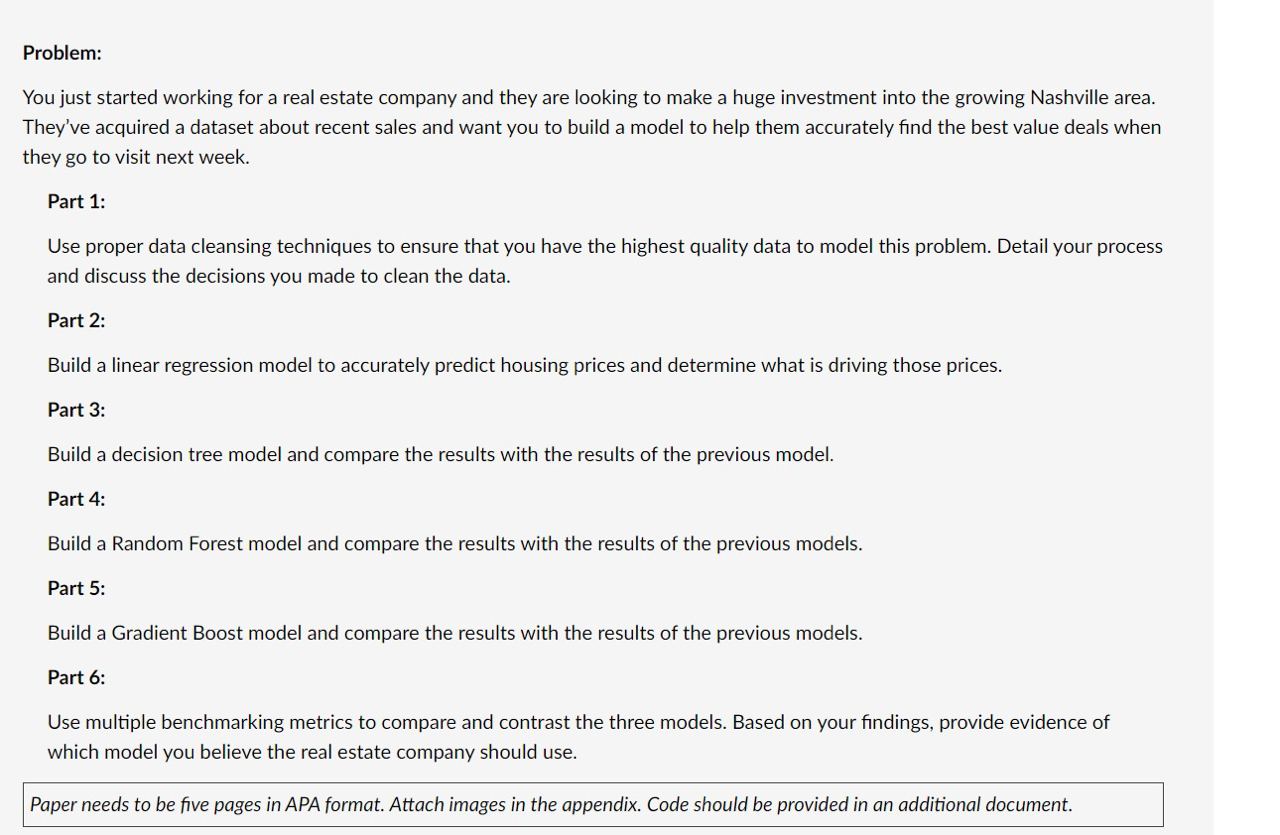 Problem:
You just started working for a real estate company and they are looking to make a huge investment into the growing Nashville area.
They’ve acquired a dataset about recent sales and want you to build a model to help them accurately find the best value deals when
they go to visit next week.
Part 1:
Use proper data cleansing techniques to ensure that you have the highest quality data to model this problem. Detail your process
and discuss the decisions you made to clean the data.
Part 2:
Build a linear regression model to accurately predict housing prices and determine what is driving those prices.
Part 3:
Build a decision tree model and compare the results with the results of the previous model.
Part 4:
Build a Random Forest model and compare the results with the results of the previous models.
Part 5:
Build a Gradient Boost model and compare the results with the results of the previous models.
Part 6:
Use multiple benchmarking metrics to compare and contrast the three models. Based on your findings, provide evidence of
which model you believe the real estate company should use.
Paper needs to be five pages in APA format. Attach images in the appendix. Code should be provided in an additional document.